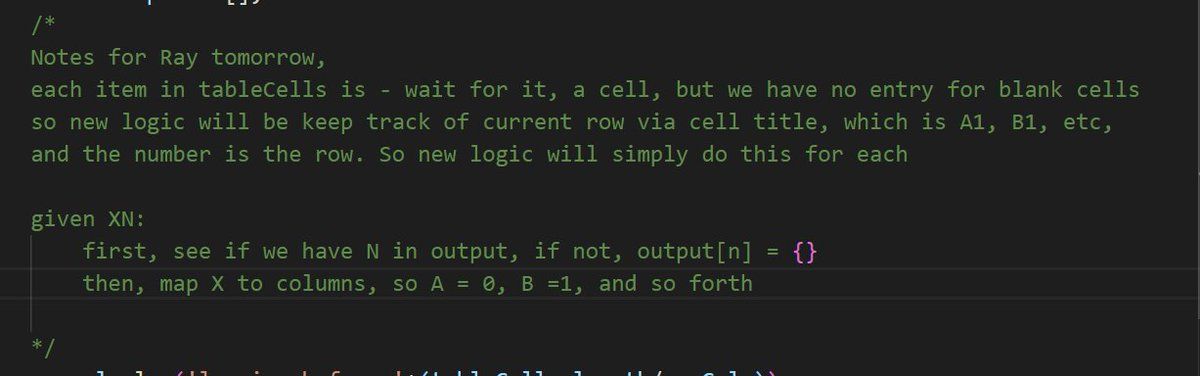 /*
Notes for Ray tomorrow,
each item in tableCells is - wait for it, a cell, but we have no entry for blank cells
so new logic will be keep track of current row via cell title, which is A1, B1, etc,
and the number is the row. So new logic will simply do this for each
given XN:
first, see if we have N in output, if not, output[n] = {}
then, map X to columns, so A = 0, B =1, and so forth
*/